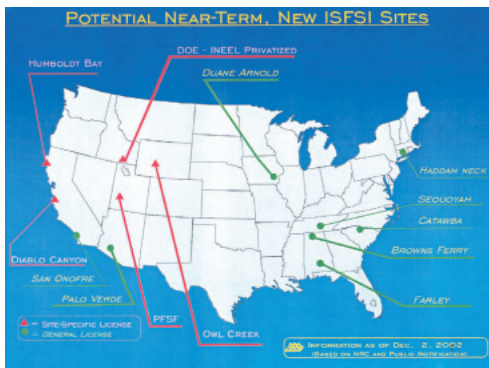 POTENTIAL NEAR-TERM, NEW ISFSI SITES
DOE - INEEL PRIVATIZED
HUMBOLDT BAY
DUANE ARNOLD
HADDAM NECK
SEQUOYAH
CATAWBA
BROWNS FERRY
DIABLO CANYON
SAN ONOFRE
PALO VERDE
FARLEY
PFSF
OWL CREEK
= SITE-SPECIFIC LICENSE
= GENERAL LICENSE
INFORMATION AS OF DEC. 2, 2002
(BASED ON NRC AND PUBLIC NOTIFICATION)